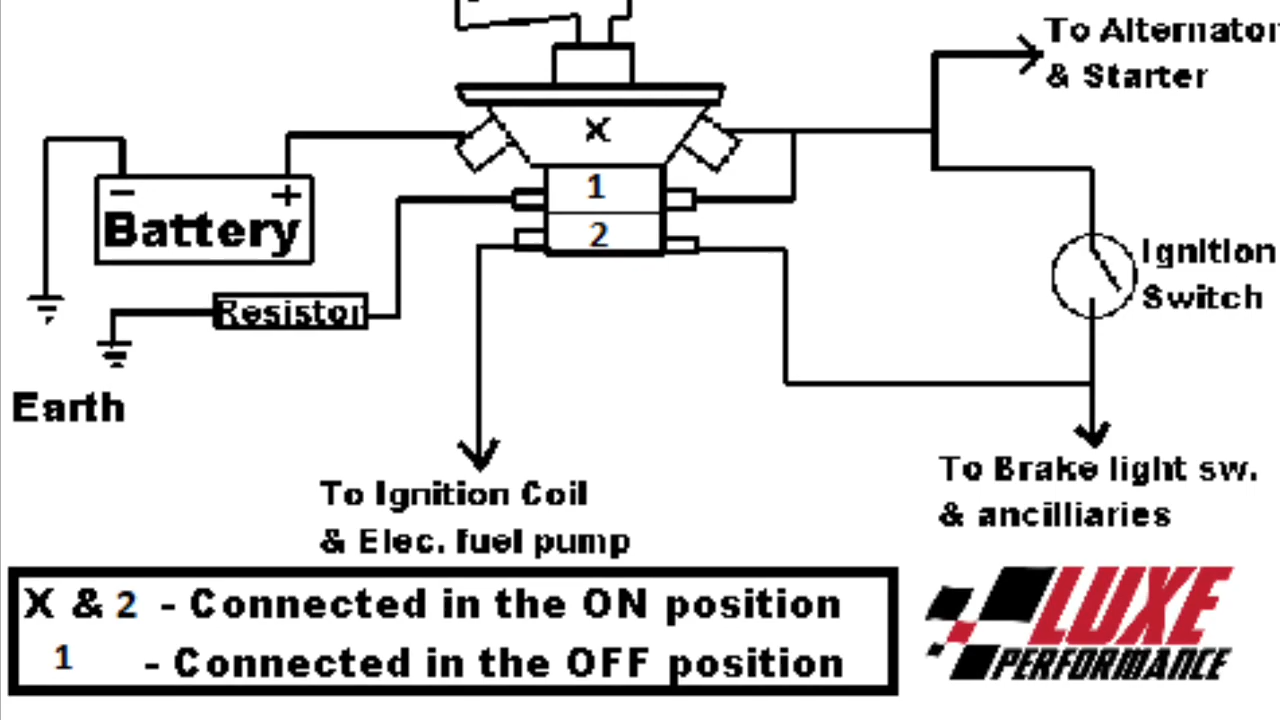 To Alternator
& Starter
X
1
2
− +
Battery
Resistor
Earth
Ignition
Switch
To Ignition Coil
& Elec. fuel pump
To Brake light sw.
& ancilliaries
X & 2 - Connected in the ON position
1 - Connected in the OFF position
LUXE
PERFORMANCE